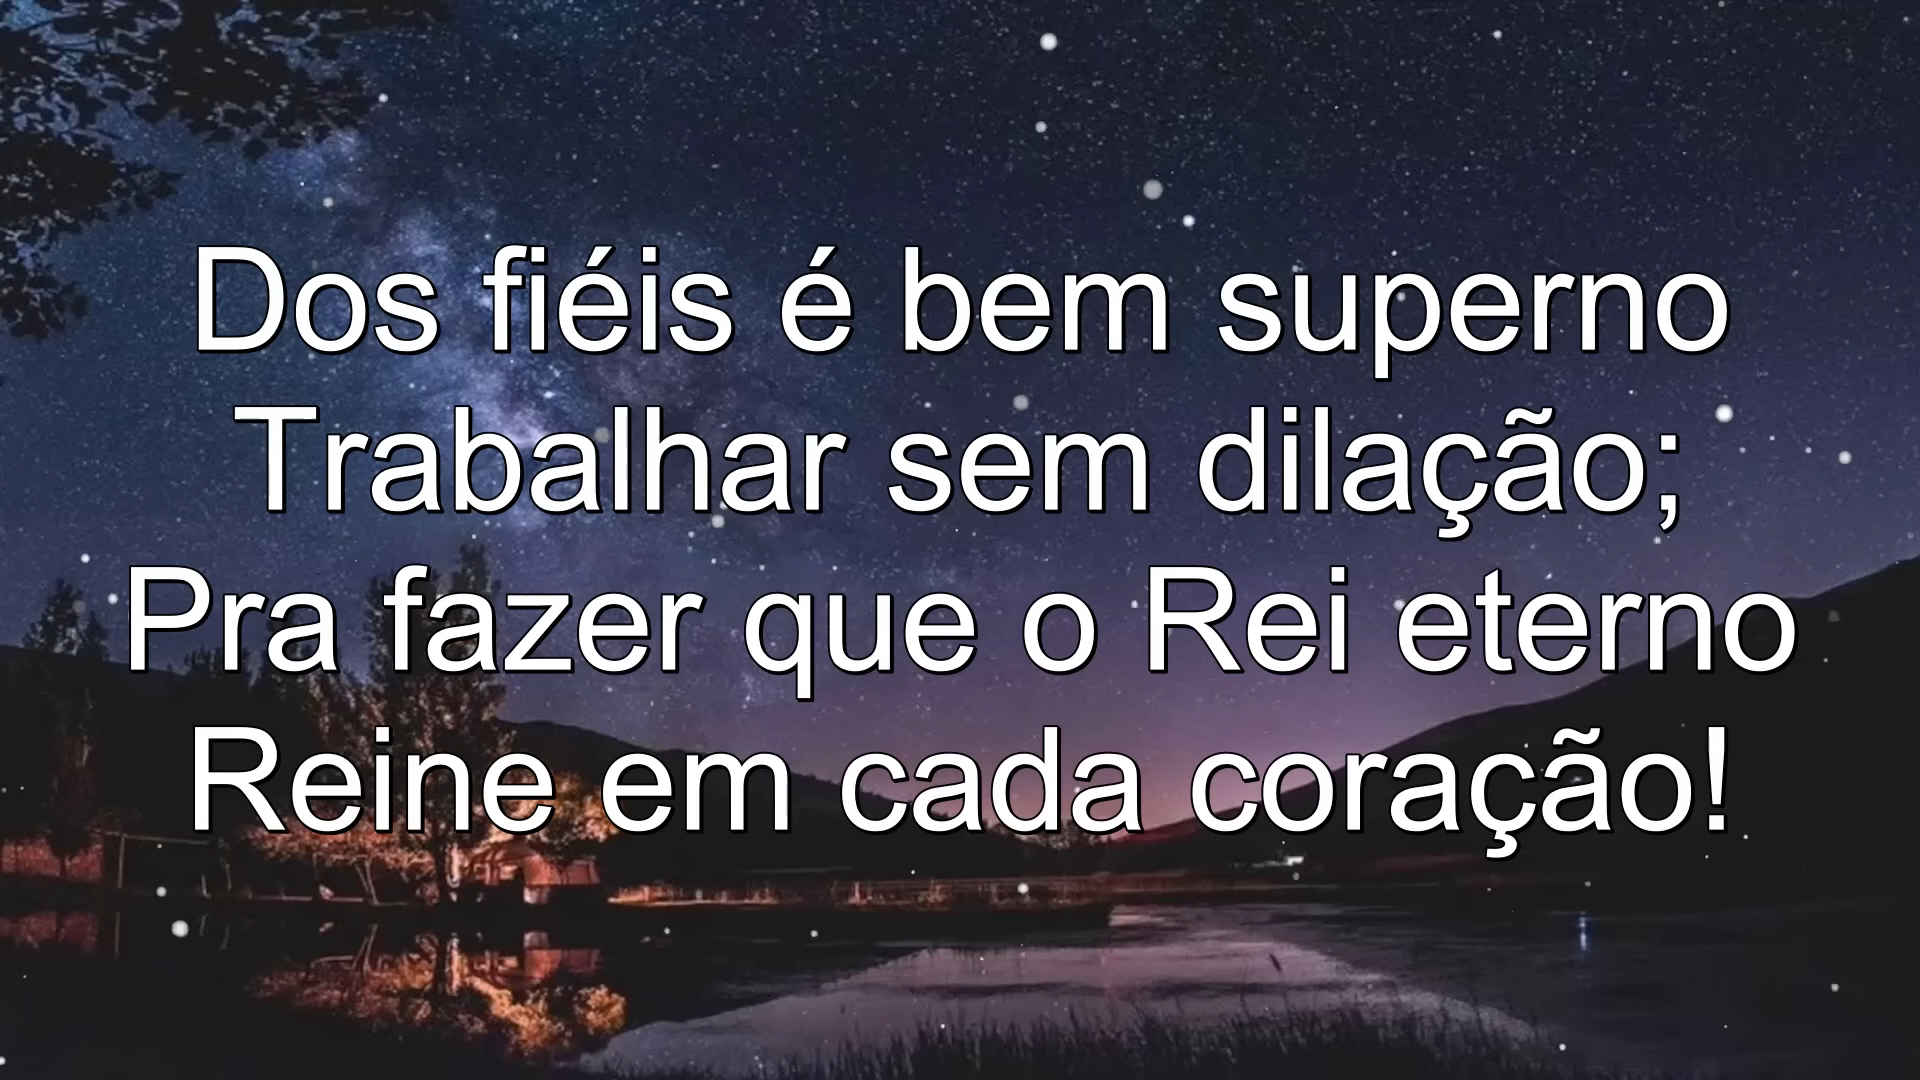 Dos fiéis é bem superno
Trabalhar sem dilação;
Pra fazer que o Rei eterno
Reine em cada coração!